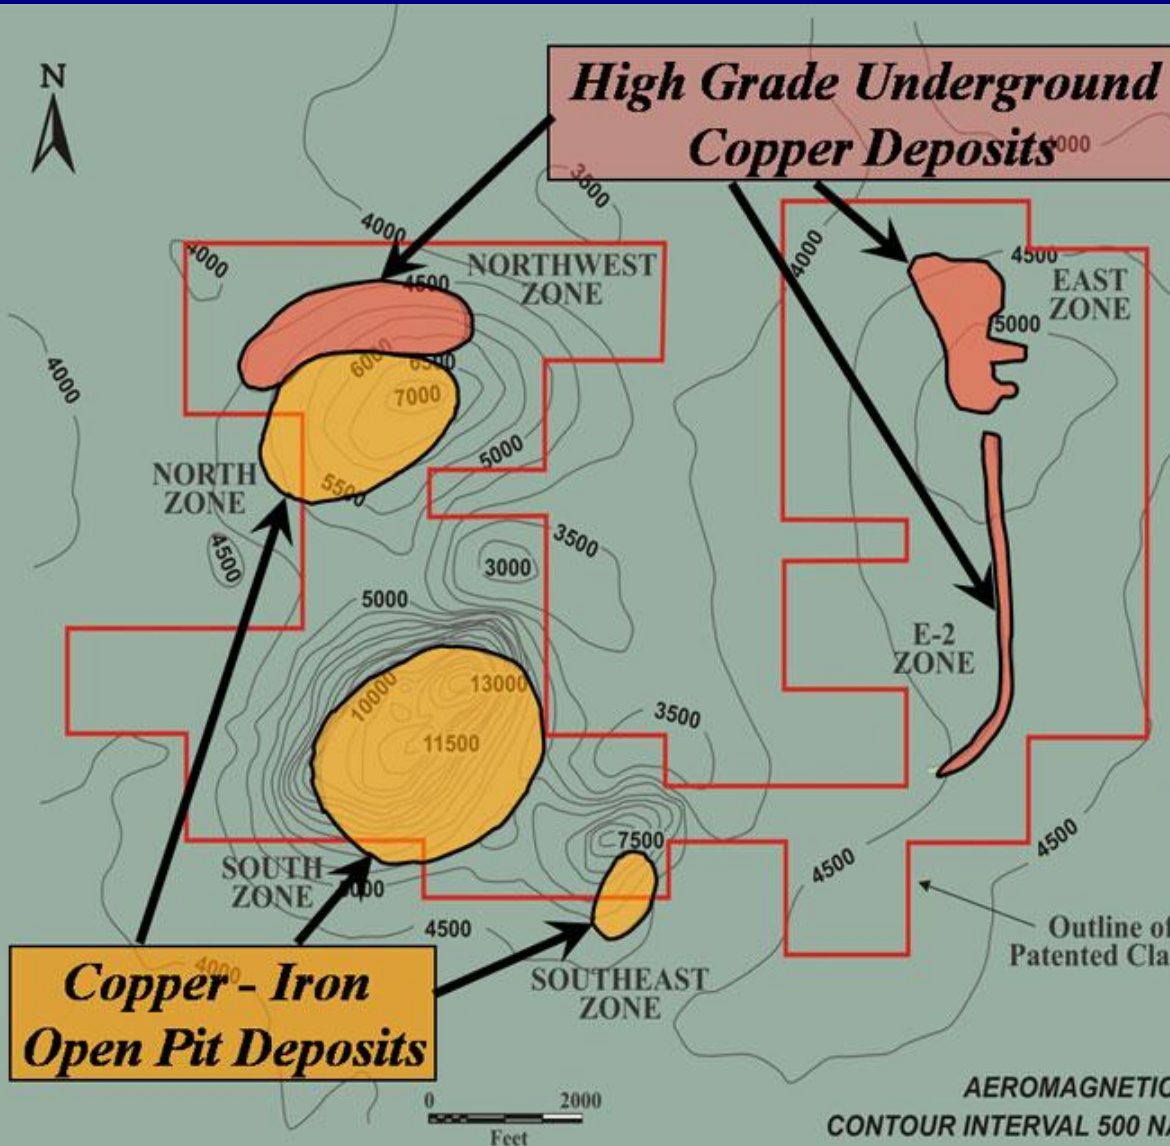 N
High Grade Underground
Copper Deposits
4000
3500
4000
4000
4000
4500
NORTHWEST
ZONE
4500
EAST
ZONE
5000
4000
6000
6500
7000
5000
NORTH
ZONE
5500
4500
3500
3000
5000
E-2
ZONE
10000
13000
3500
11500
7500
SOUTH
ZONE
4500
4500
4500
Outline of
Patented
4000
Copper - Iron
Open Pit Deposits
SOUTHEAST
ZONE
0 2000
Feet
AEROMAGNETIC
CONTOUR INTERVAL 500